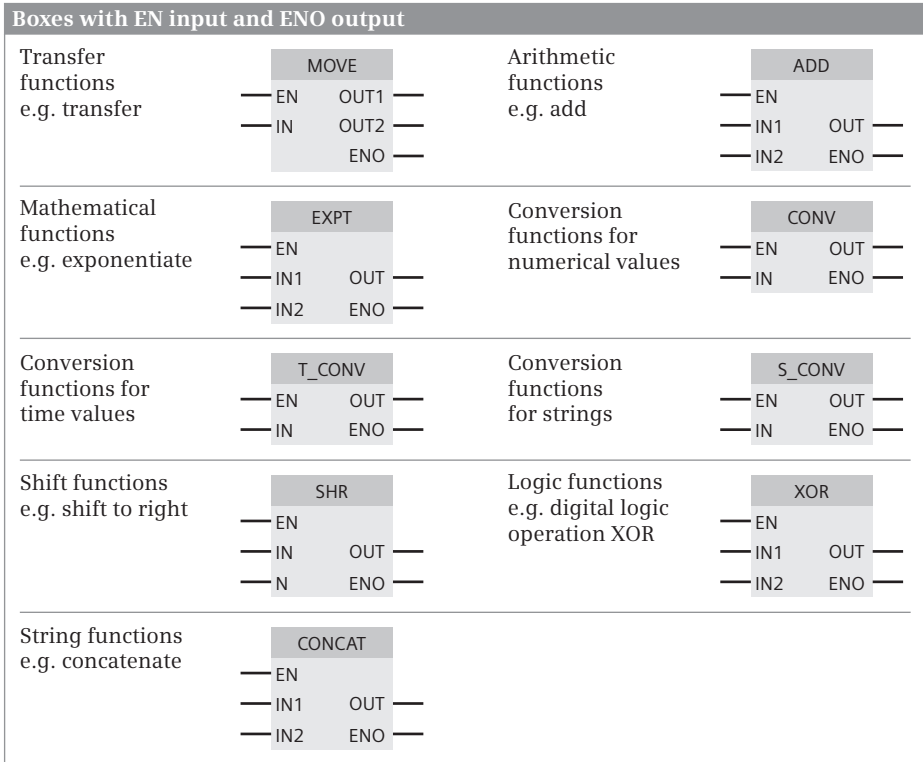 Boxes with EN input and ENO output
Transfer
functions
e.g. transfer
MOVE
EN OUT1
IN OUT2
ENO
Arithmetic
functions
e.g. add
ADD
EN
IN1 OUT
IN2 ENO
Mathematical
functions
e.g. exponentiate
EXPT
EN
IN1 OUT
IN2 ENO
Conversion
functions for
numerical values
CONV
EN OUT
IN ENO
Conversion
functions for
time values
T_CONV
EN OUT
IN ENO
Conversion
functions
for strings
S_CONV
EN OUT
IN ENO
Shift functions
e.g. shift to right
SHR
EN
IN OUT
N ENO
Logic functions
e.g. digital logic
operation XOR
XOR
EN
IN1 OUT
IN2 ENO
String functions
e.g. concatenate
CONCAT
EN
IN1 OUT
IN2 ENO